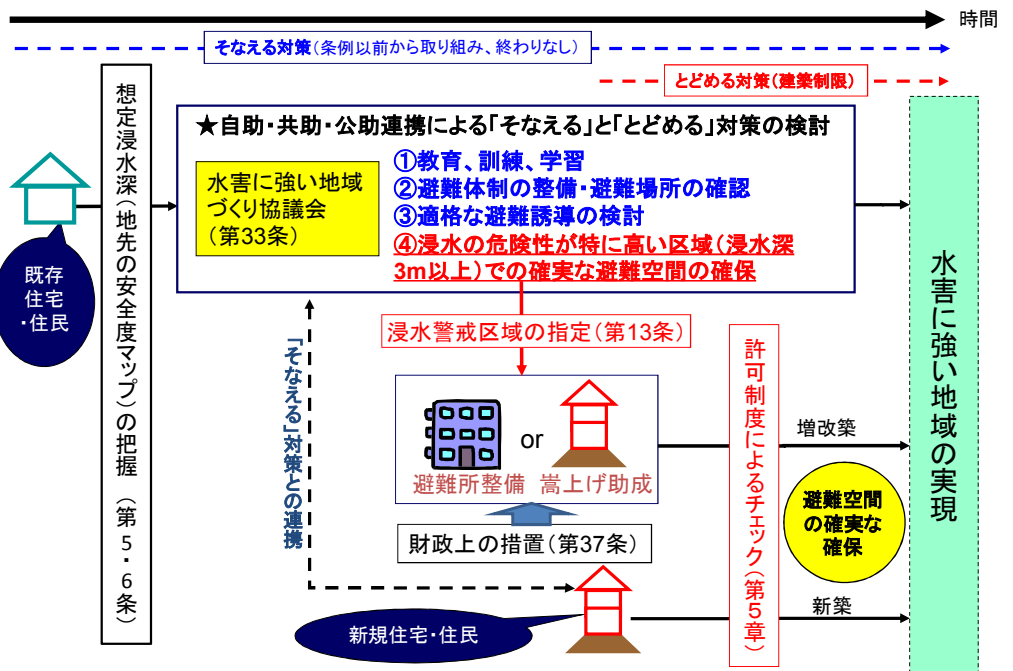 時間
そなえる対策(条例以前から取り組み、終わりなし)
とどめる対策(建築制限)
想定浸水深(地先の安全度マップ)の把握 (第5・6条)
既存
住宅
・住民
★自助・共助・公助連携による「そなえる」と「とどめる」対策の検討
水害に強い地域
づくり協議会
(第33条)
①教育、訓練、学習
②避難体制の整備・避難場所の確認
③適格な避難誘導の検討
④浸水の危険性が特に高い区域(浸水深
3m以上)での確実な避難空間の確保
浸水警戒区域の指定(第13条)
「そなえる」対策との連携
or
避難所整備 嵩上げ助成
財政上の措置(第37条)
新規住宅・住民
許可制度によるチェック(第5章)
増改築
避難空間
の確実な
確保
新築
水害に強い地域の実現